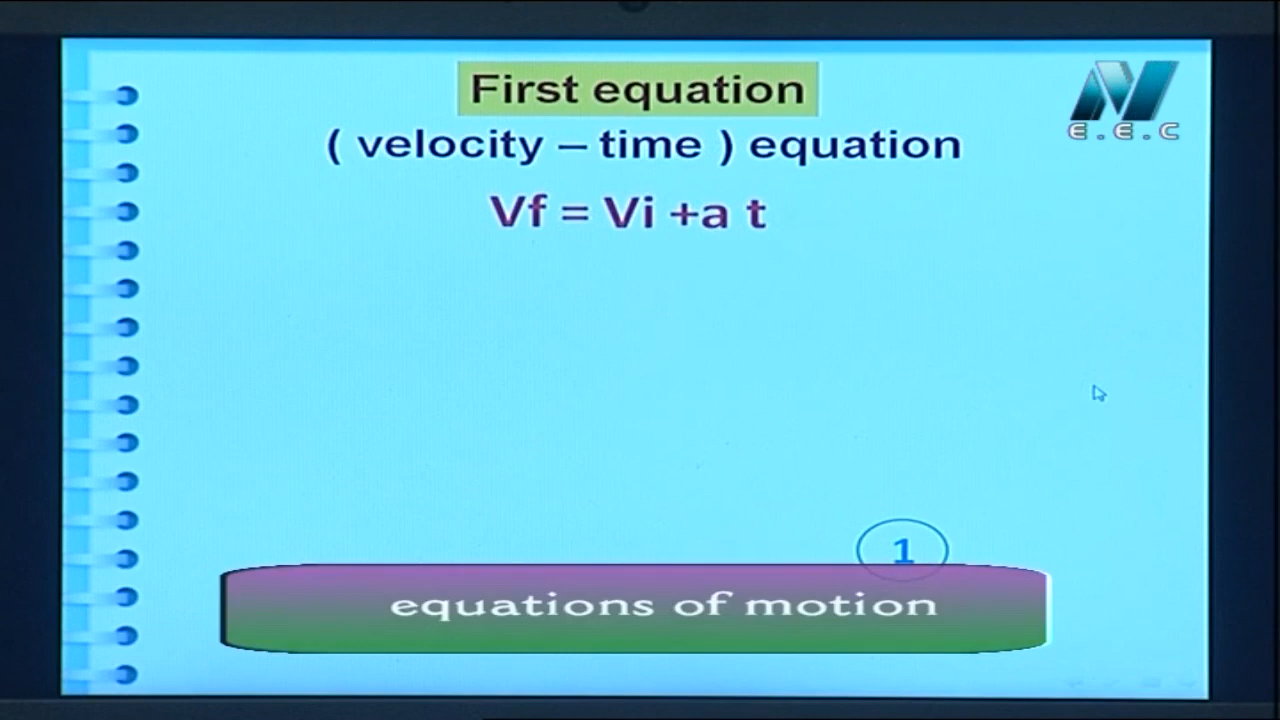 First equation
( velocity – time ) equation
Vf = Vi +a t
N
E.E.C
1
equations of motion